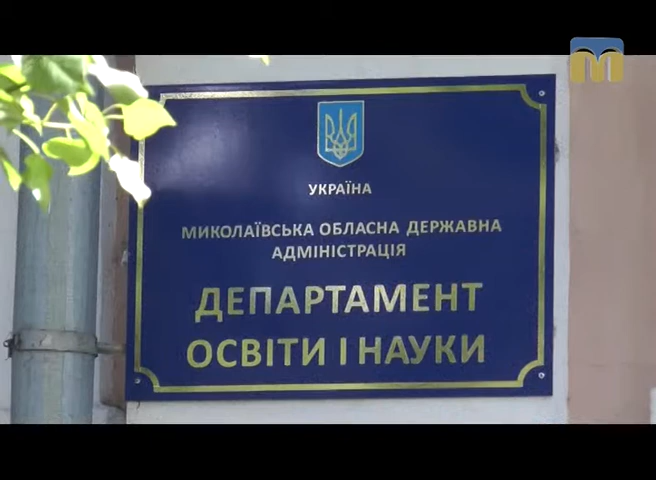 УКРАЇНА
МИКОЛАЇВСЬКА ОБЛАСНА ДЕРЖАВНА
АДМІНІСТРАЦІЯ
ДЕПАРТАМЕНТ
ОСВІТИ І НАУКИ